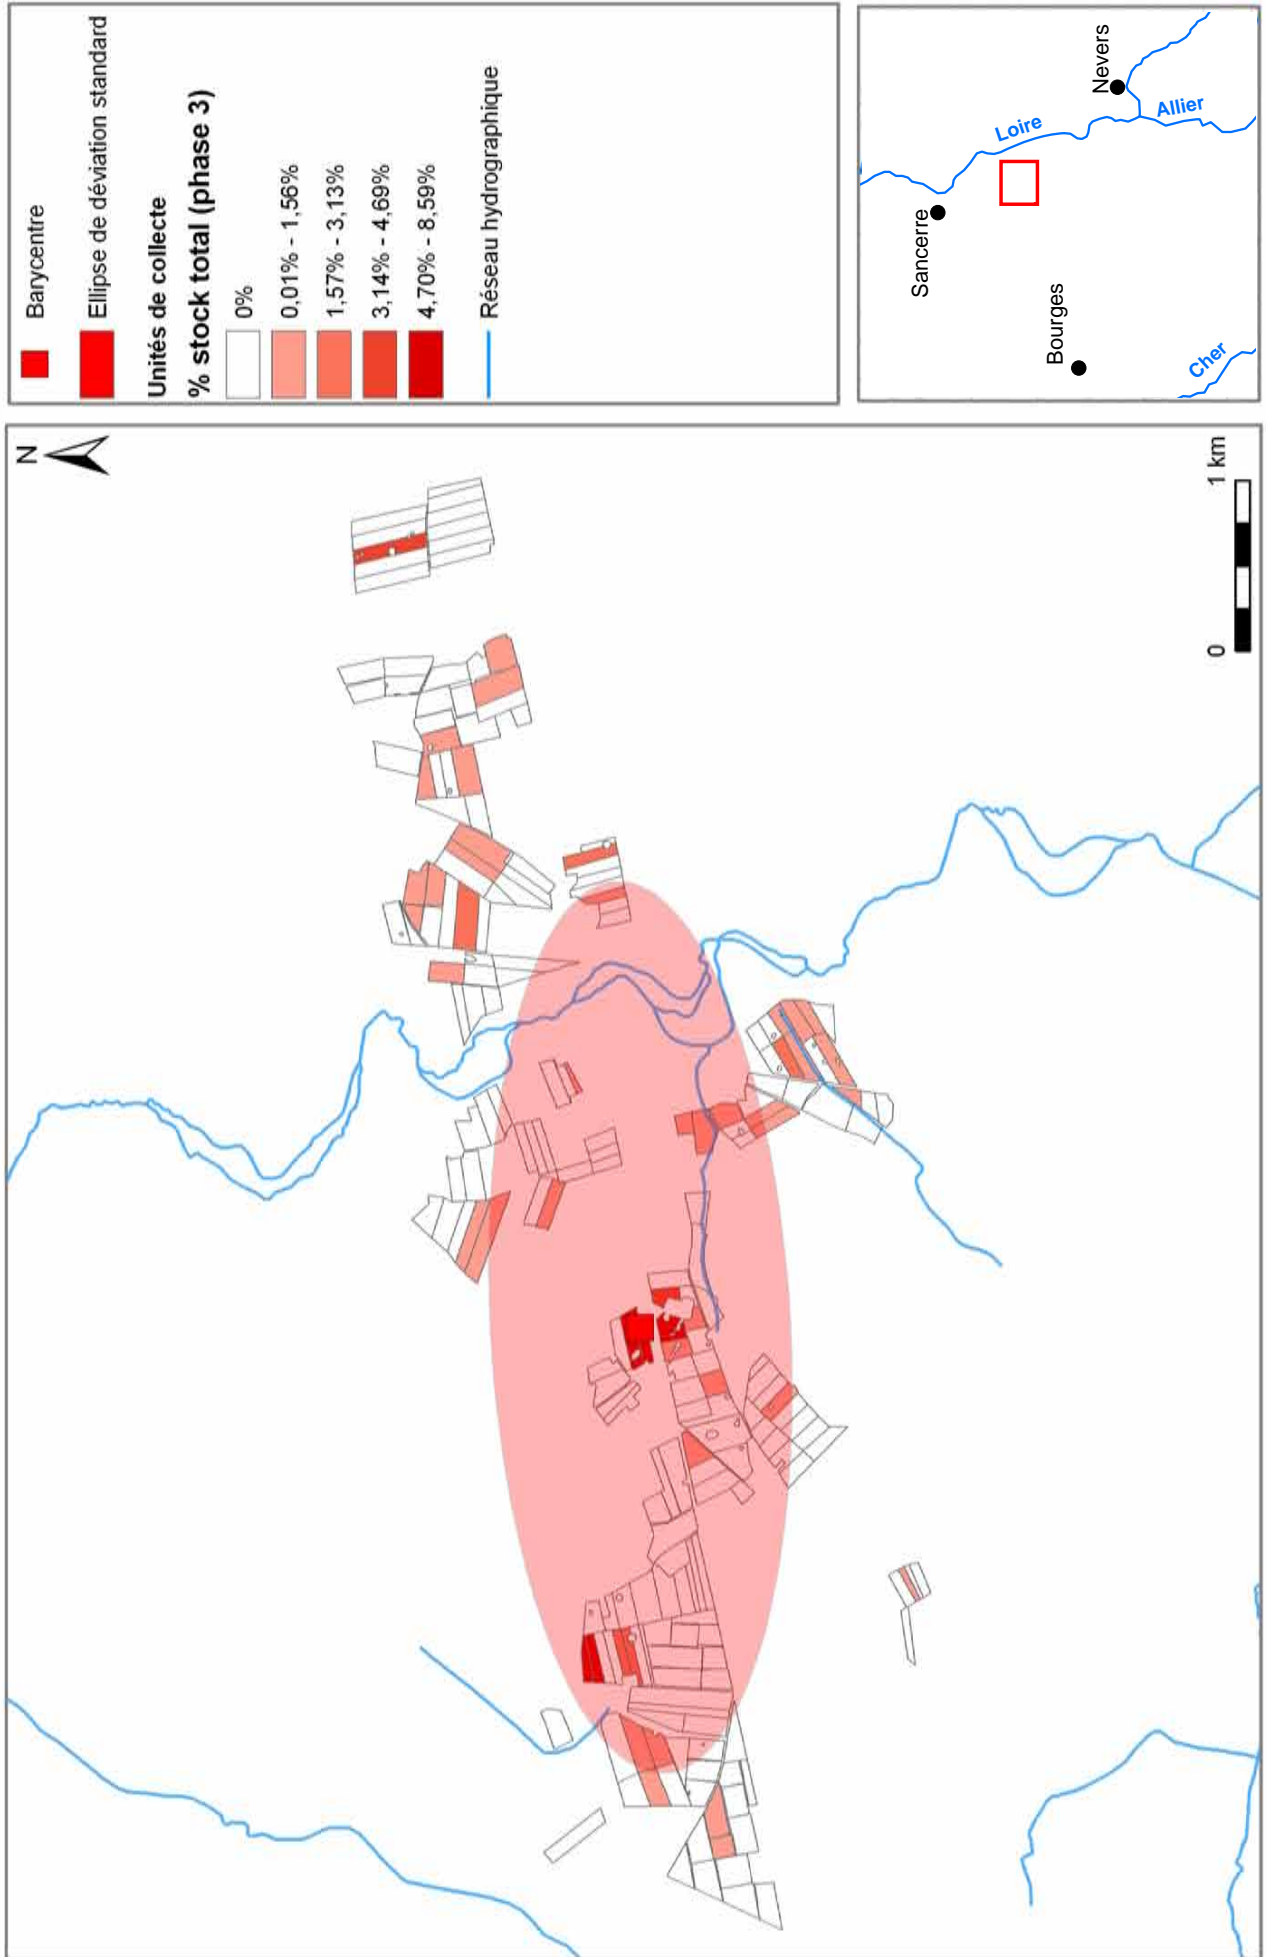 Barycentre
Ellipse de déviation standard
Unités de collecte
% stock total (phase 3)
0%
0,01% - 1,56%
1,57% - 3,13%
3,14% - 4,69%
4,70% - 8,59%
Réseau hydrographique
N
0
1 km
Sancerre
Bourges
Nevers
Loire
Allier
Cher